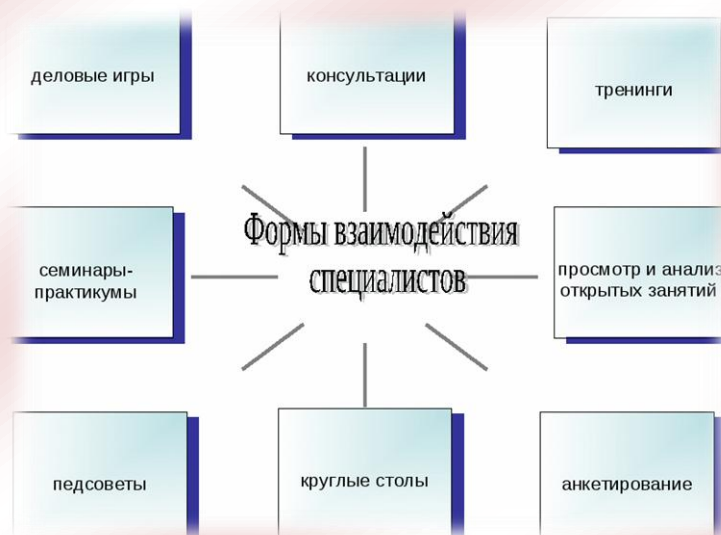 деловые игры
консультации
тренинги
Формы взаимодействия
специалистов
семинары-
практикумы
просмотр и анализ
открытых занятий
педсоветы
круглые столы
анкетирование